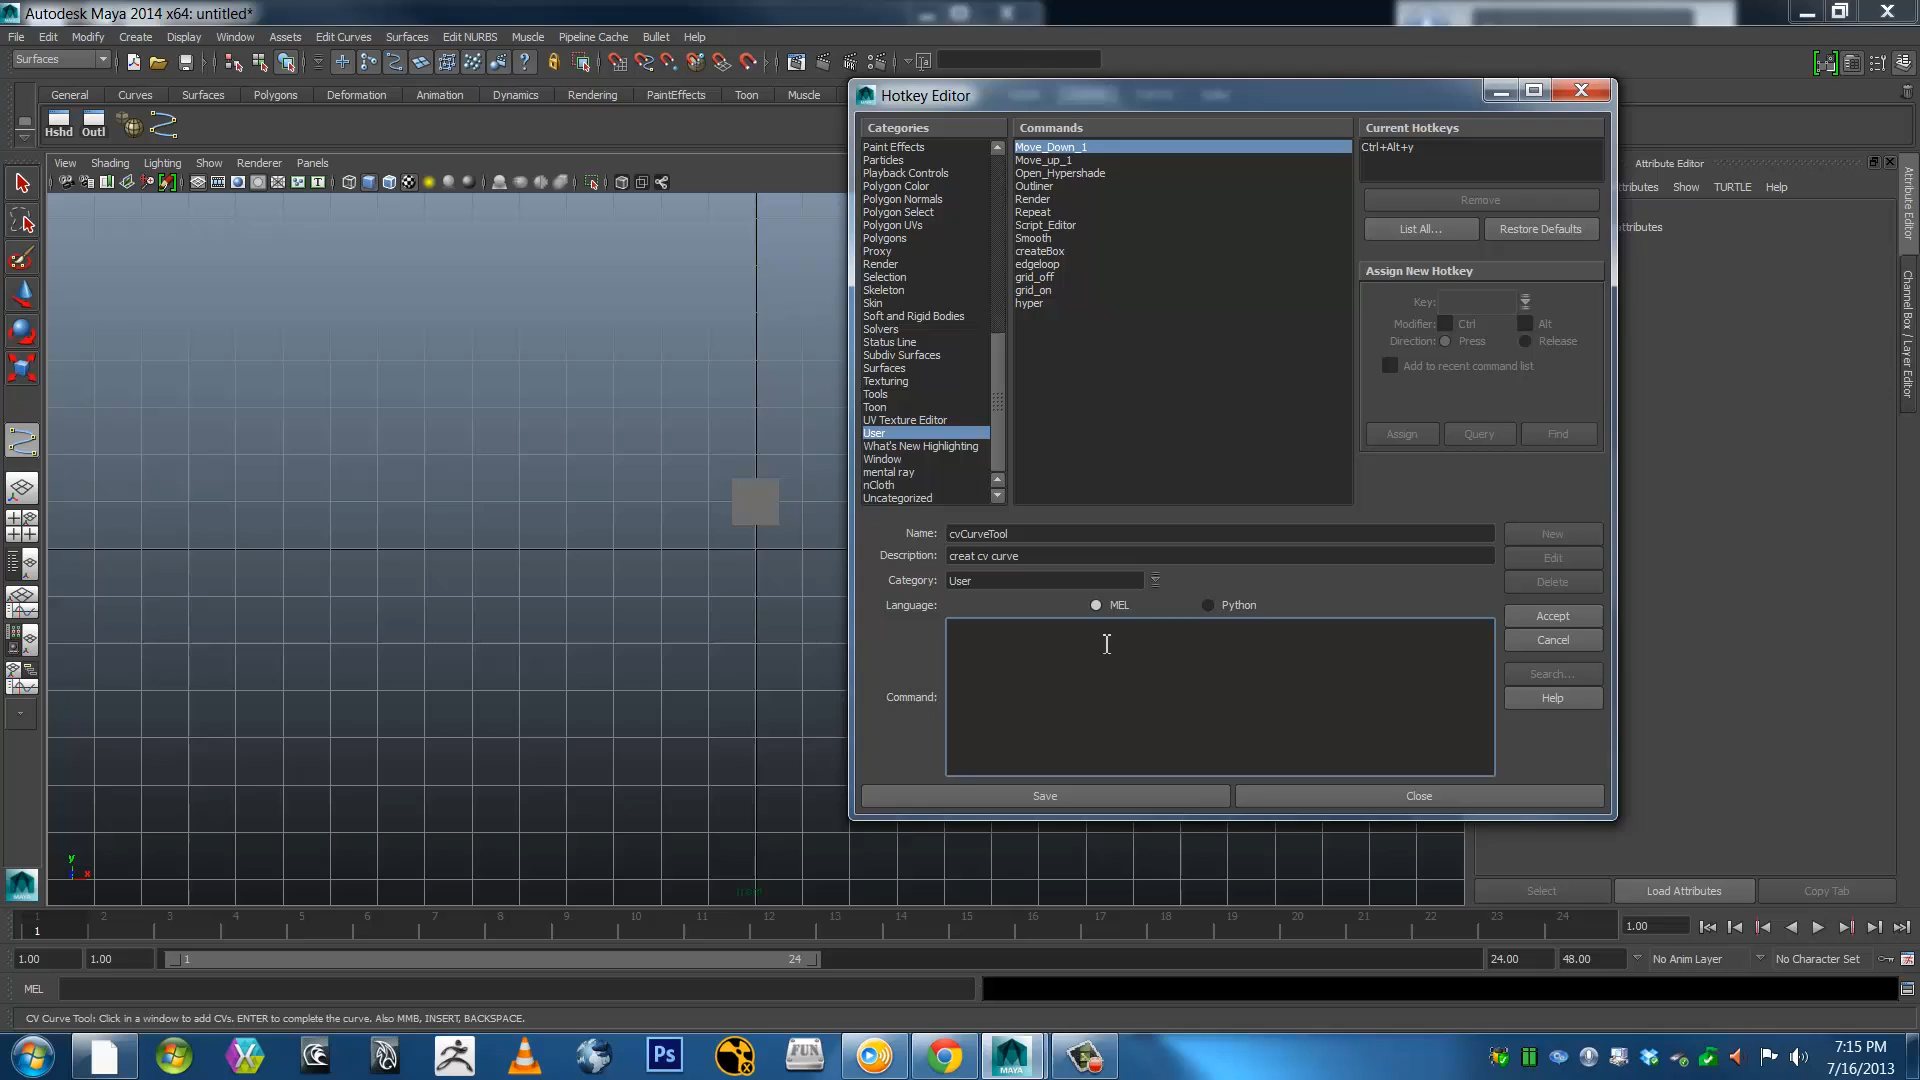 Autodesk Maya 2014 x64: untitled*
File Edit Modify Create Display Window Assets Edit Curves Surfaces Edit NURBS Muscle Pipeline Cache Bullet Help
Surfaces
General Curves Surfaces Polygons Deformation Animation Dynamics Rendering PaintEffects Toon Muscle
Hshd Outl
View Shading Lighting Show Renderer Panels
Hotkey Editor
Categories
Paint Effects
Particles
Playback Controls
Polygon Color
Polygon Normals
Polygon Select
Polygon UVs
Polygons
Proxy
Render
Selection
Skeleton
Skin
Soft and Rigid Bodies
Solvers
Status Line
Subdiv Surfaces
Surfaces
Texturing
Tools
Toon
UV Texture Editor
User
What's New Highlighting
Window
mental ray
nCloth
Uncategorized
Commands
Move_Down_1
Move_up_1
Open_Hypershade
Outliner
Render
Repeat
Script_Editor
Smooth
createBox
edgeloop
grid_off
grid_on
hyper
Current Hotkeys
Ctrl+Alt+y
Remove
List All... Restore Defaults
Assign New Hotkey
Key:
Modifier: Ctrl Alt
Direction: Press Release
Add to recent command list
Assign Query Find
Name: cvCurveTool
Description: creat cv curve
Category: User
Language: MEL Python
Command:
New
Edit
Delete
Accept
Cancel
Search...
Help
Save Close
Attribute Editor
tributes Show TURTLE Help
ttributes
Attribute Editor
Channel Box / Layer Editor
Select Load Attributes Copy Tab
y
x
MAYA
1 2 3 4 5 6 7 8 9 10 11 12 13 14 15 16 17 18 19 20 21 22 23 24
1
1.00
1.00 1.00 1 24 24.00 48.00 No Anim Layer No Character Set
MEL
CV Curve Tool: Click in a window to add CVs. ENTER to complete the curve. Also MMB, INSERT, BACKSPACE.
Ps
FUN
MAYA
7:15 PM
7/16/2013